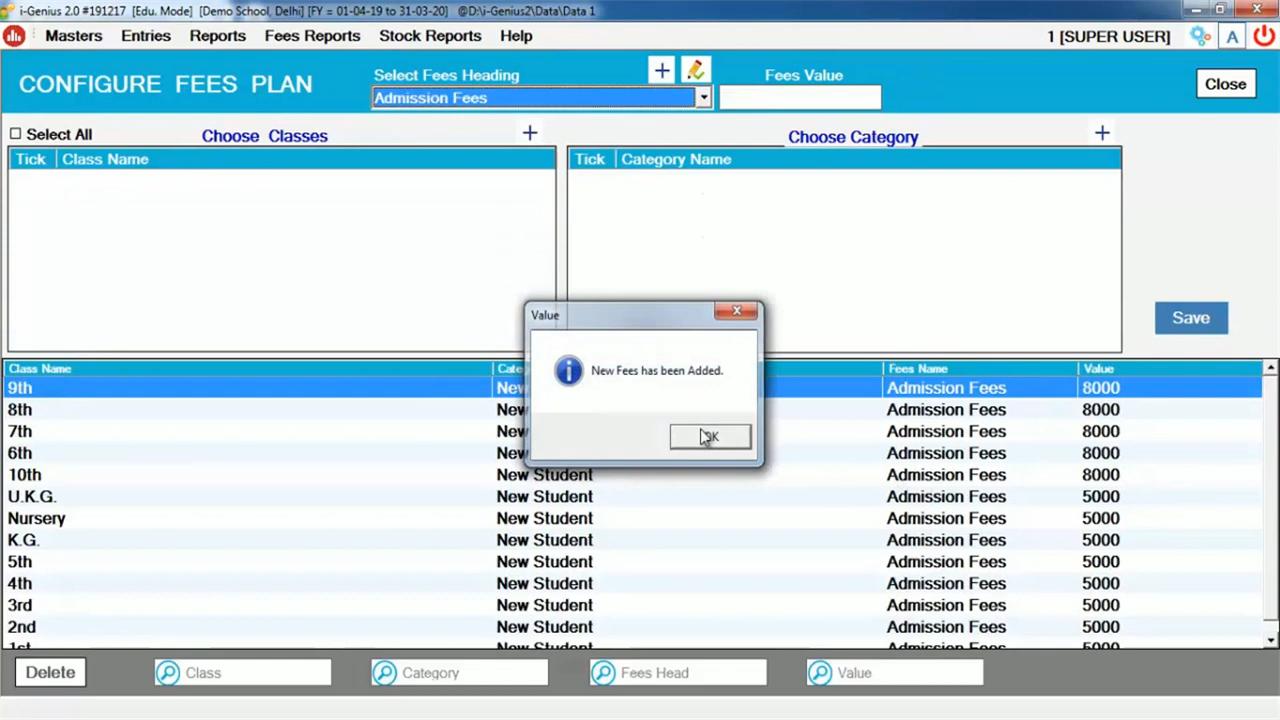 i-Genius 2.0 #191217 [Edu. Mode] [Demo School, Delhi] [FY = 01-04-19 to 31-03-20] @D:\i-Genius2\Data\Data 1
Masters Entries Reports Fees Reports Stock Reports Help 1 [SUPER USER] A
CONFIGURE FEES PLAN
Select Fees Heading
Admission Fees
Fees Value
Close
Select All Choose Classes
Choose Category
Tick Class Name
Tick Category Name
Value
New Fees has been Added.
OK
Save
Class Name Fees Name Value
9th Admission Fees 8000
8th Admission Fees 8000
7th Admission Fees 8000
6th Admission Fees 8000
10th New Student Admission Fees 8000
U.K.G. New Student Admission Fees 5000
Nursery New Student Admission Fees 5000
K.G. New Student Admission Fees 5000
5th New Student Admission Fees 5000
4th New Student Admission Fees 5000
3rd New Student Admission Fees 5000
2nd New Student Admission Fees 5000
1st New Student Admission Fees 5000
Delete Class Category Fees Head Value